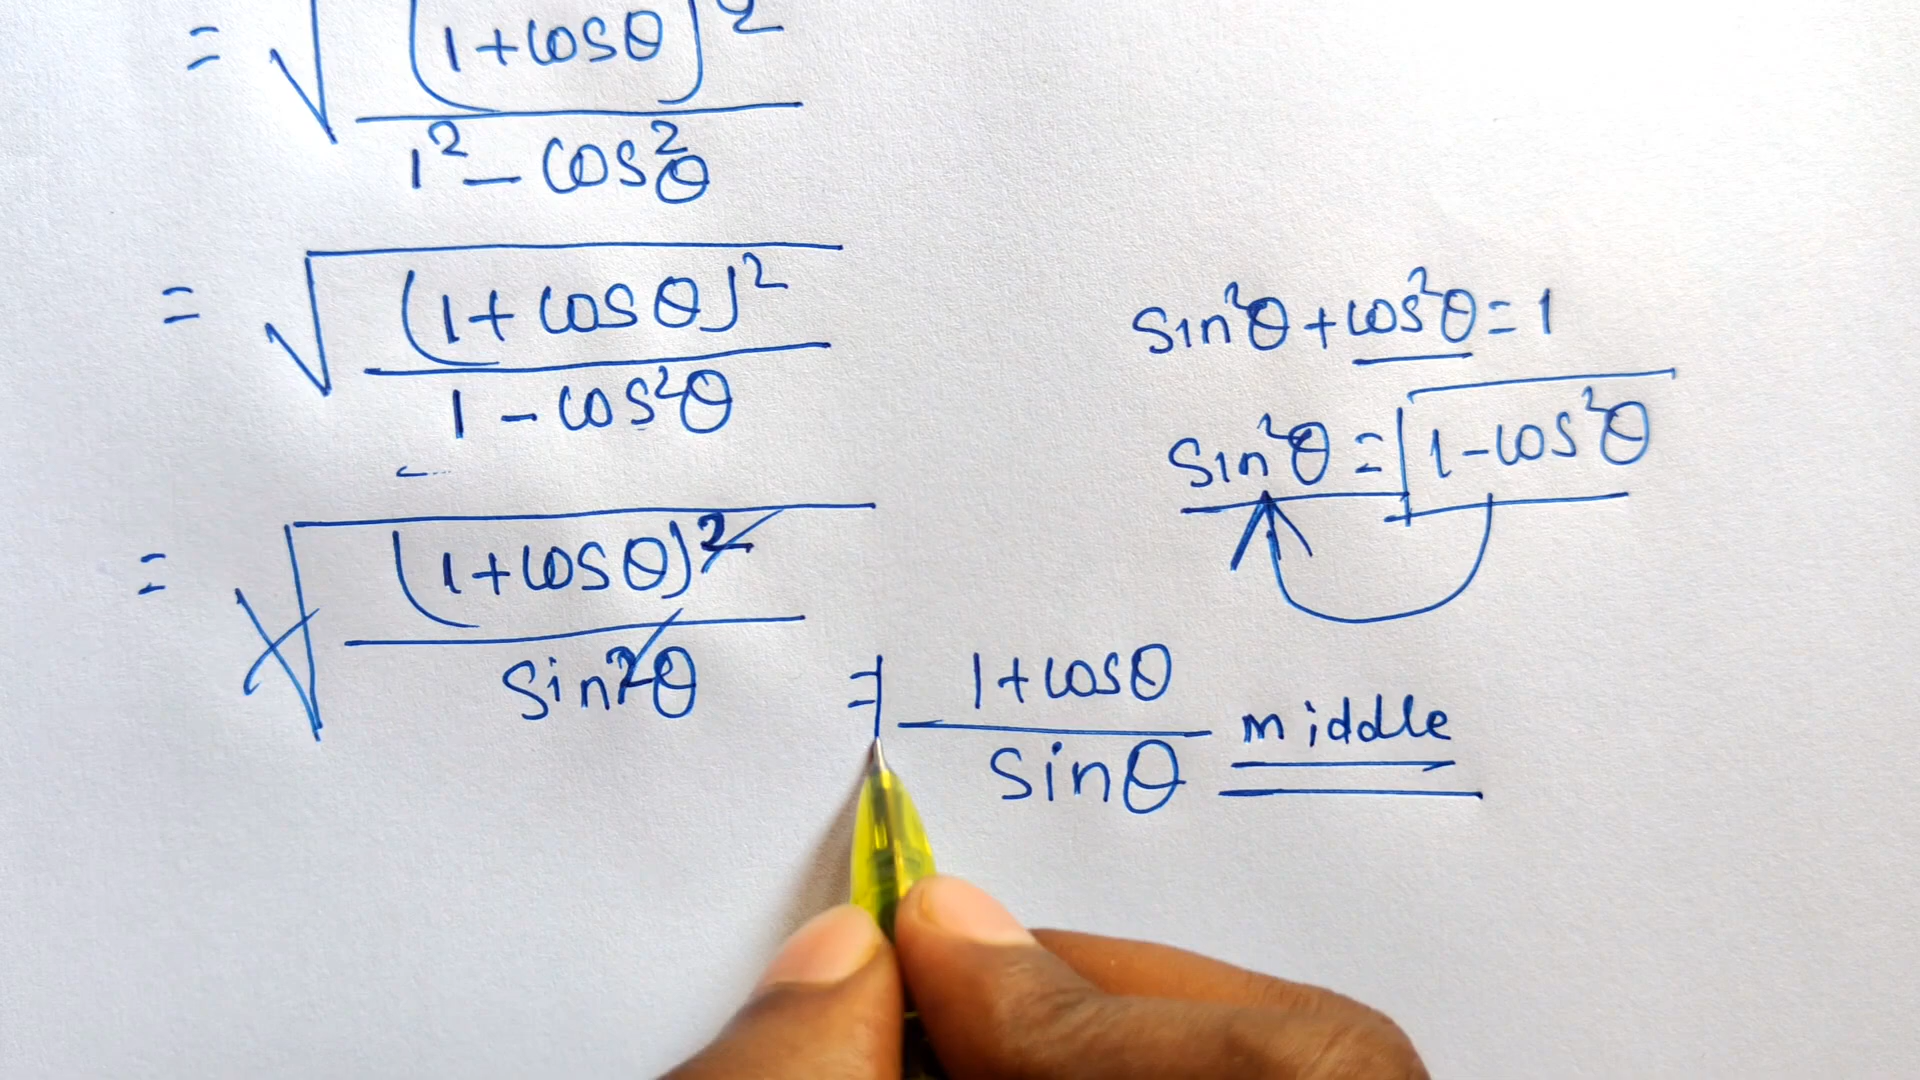 = √(1+cosθ)²
1² - cos²θ
= √(1+cosθ)²
1 - cos²θ
= √(1+cosθ)²
sin²θ
sin²θ + cos²θ = 1
sin²θ = 1 - cos²θ
= 1+cosθ
sinθ
middle